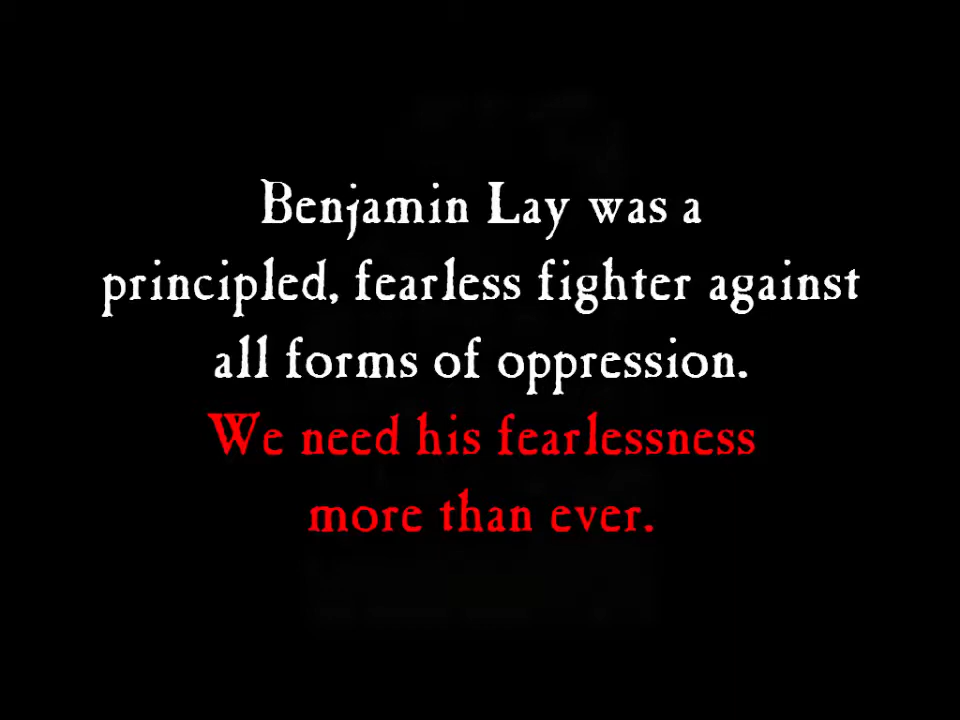 Benjamin Lay was a
principled, fearless fighter against
all forms of oppression.
We need his fearlessness
more than ever.